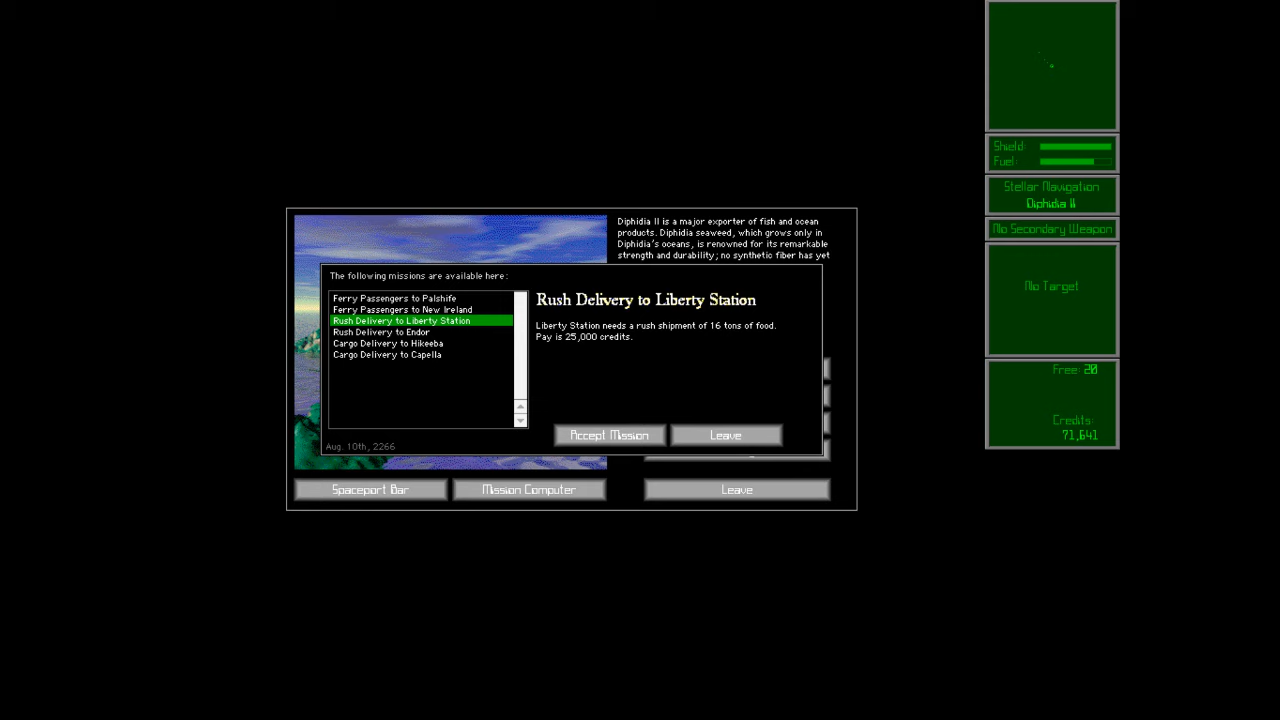 Diphidia II is a major exporter of fish and ocean
products. Diphidia seaweed, which grows only in
Diphidia's oceans, is renowned for its remarkable
strength and durability; no synthetic fiber has yet
The following missions are available here:
Ferry Passengers to Palshife
Ferry Passengers to New Ireland
Rush Delivery to Liberty Station
Rush Delivery to Endor
Cargo Delivery to Hikeeba
Cargo Delivery to Capella
Aug. 10th, 2266
Rush Delivery to Liberty Station
Liberty Station needs a rush shipment of 16 tons of food.
Pay is 25,000 credits.
Accept Mission
Leave
Spaceport Bar
Mission Computer
Leave
Shield:
Fuel:
Stellar Navigation
Diphidia II
No Secondary Weapon
No Target
Free: 20
Credits:
71,641